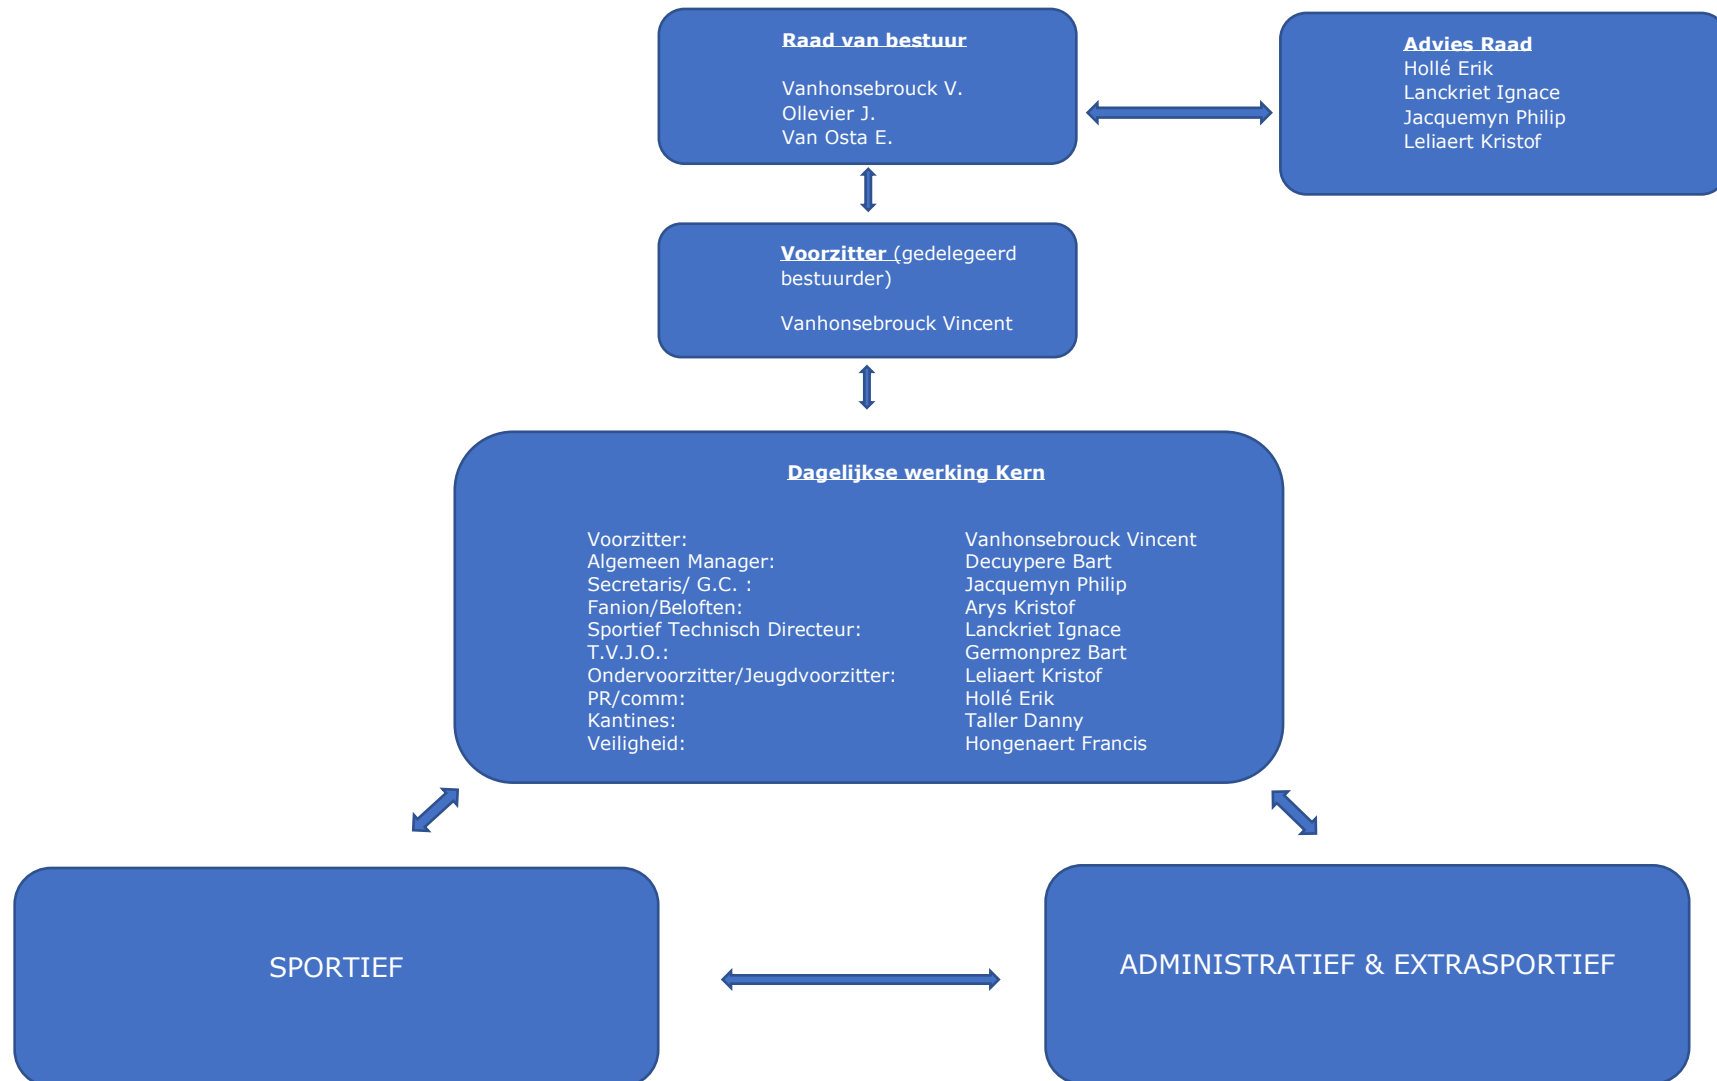 Raad van bestuur
Vanhonsebrouck V.
Ollevier J.
Van Osta E.
Advies Raad
Hollé Erik
Lanckriet Ignace
Jacquemyn Philip
Leliaert Kristof
Voorzitter (gedelegeerd
bestuurder)
Vanhonsebrouck Vincent
Dagelijkse werking Kern
Voorzitter: Vanhonsebrouck Vincent
Algemeen Manager: Decuypere Bart
Secretaris/ G.C. : Jacquemyn Philip
Fanion/Beloften: Arys Kristof
Sportief Technisch Directeur: Lanckriet Ignace
T.V.J.O.: Germonprez Bart
Ondervoorzitter/Jeugdvoorzitter: Leliaert Kristof
PR/comm: Hollé Erik
Kantines: Taller Danny
Veiligheid: Hongenaert Francis
SPORTIEF
ADMINISTRATIEF & EXTRASPORTIEF